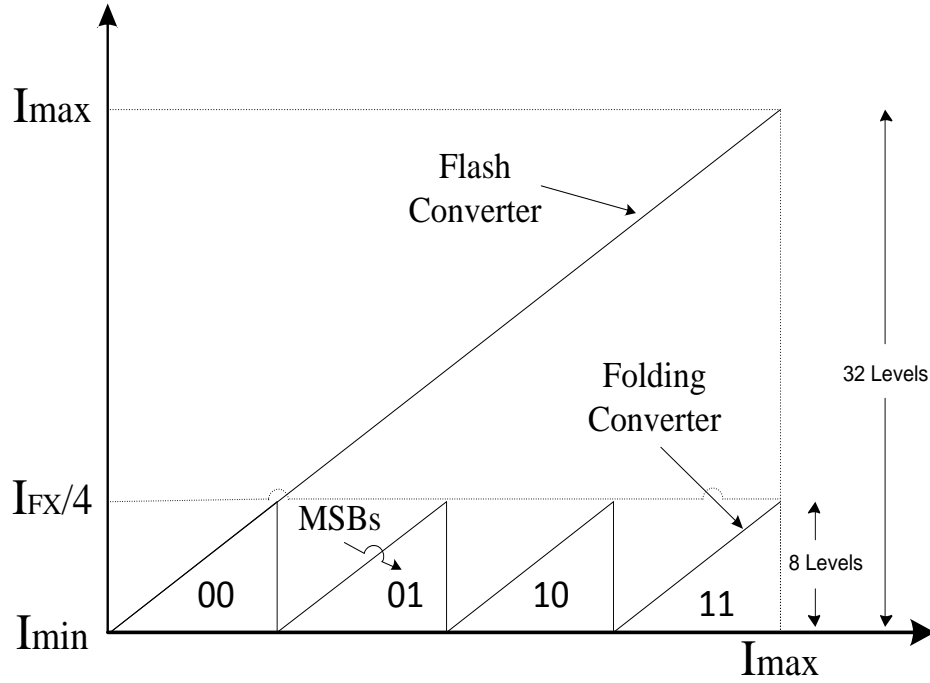 Imax
Flash
Converter
32 Levels
Folding
Converter
IFX/4
MSBs
8 Levels
00
01
10
11
Imin
Imax